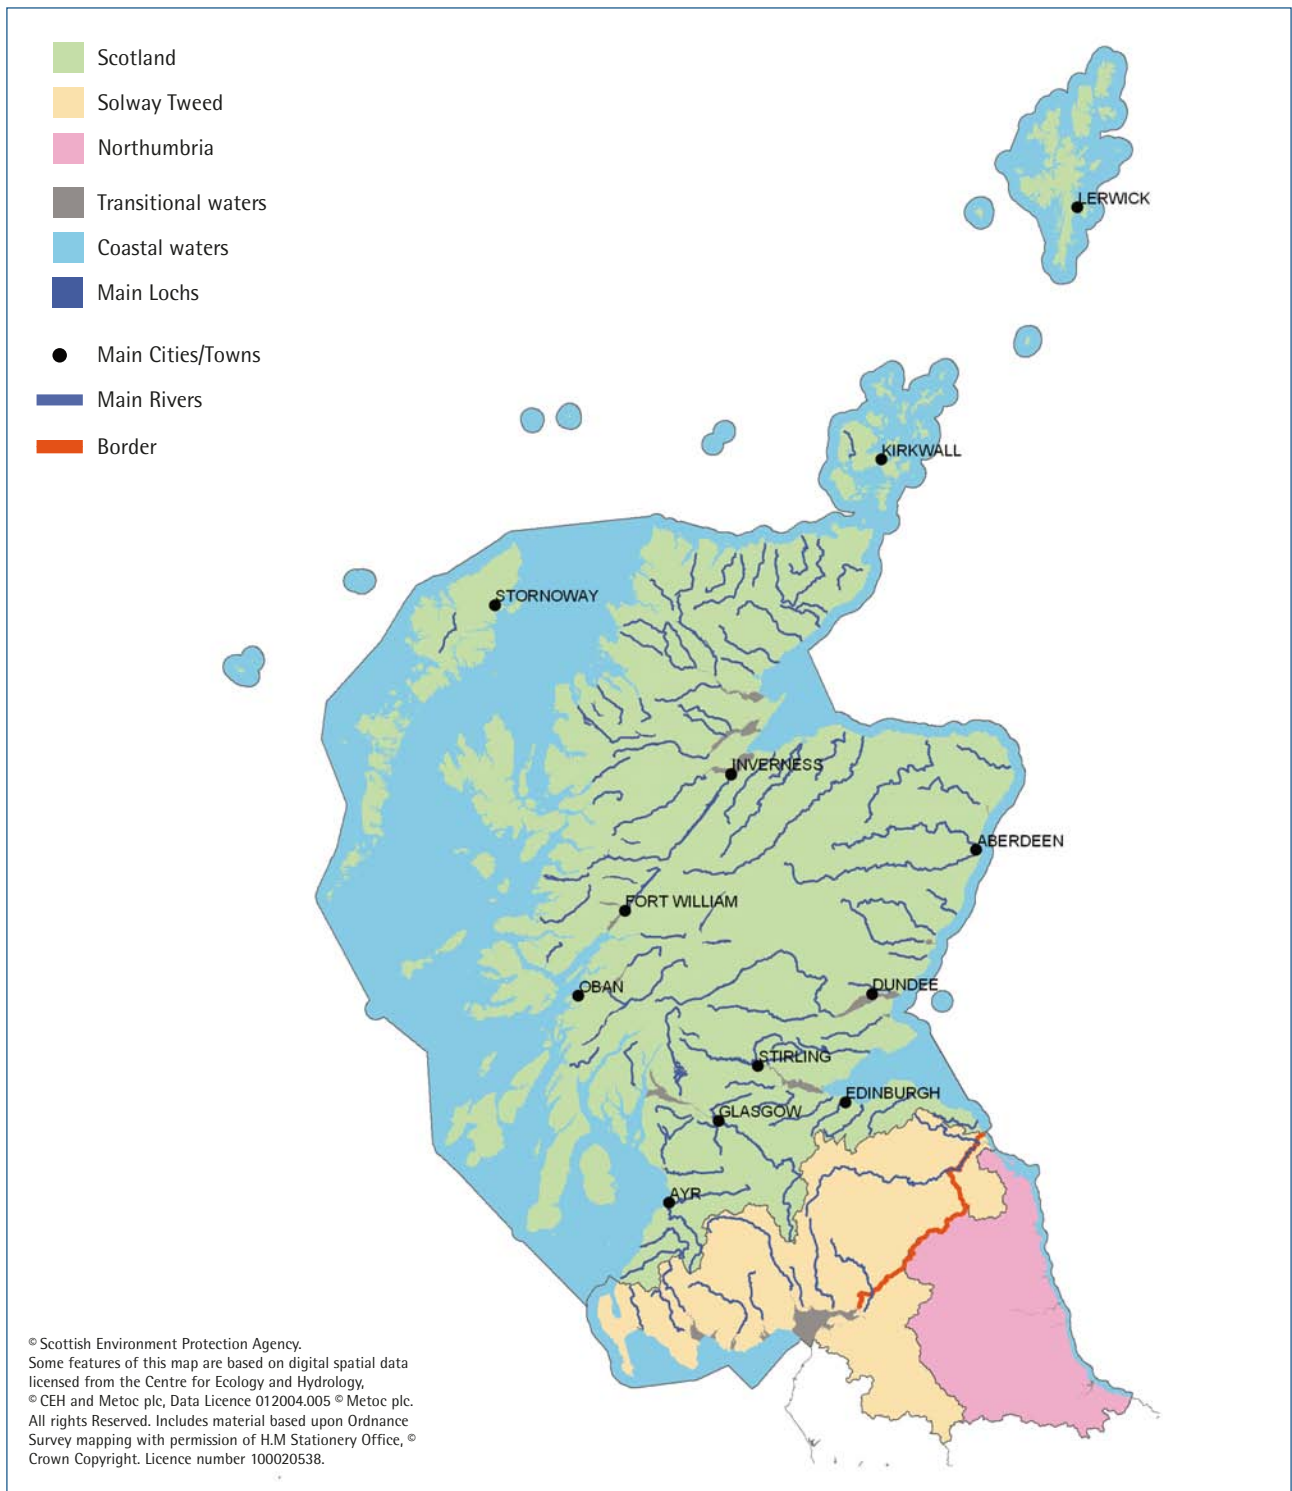 Scotland
Solway Tweed
Northumbria
Transitional waters
Coastal waters
Main Lochs
Main Cities/Towns
Main Rivers
Border
LERWICK
KIRKWALL
STORNOWAY
INVERNESS
ABERDEEN
FORT WILLIAM
OBAN
DUNDEE
STIRLING
EDINBURGH
GLASGOW
AYR
© Scottish Environment Protection Agency.
Some features of this map are based on digital spatial data
licensed from the Centre for Ecology and Hydrology,
© CEH and Metoc plc, Data Licence 012004.005 © Metoc plc.
All rights Reserved. Includes material based upon Ordnance
Survey mapping with permission of H.M Stationery Office, ©
Crown Copyright. Licence number 100020538.